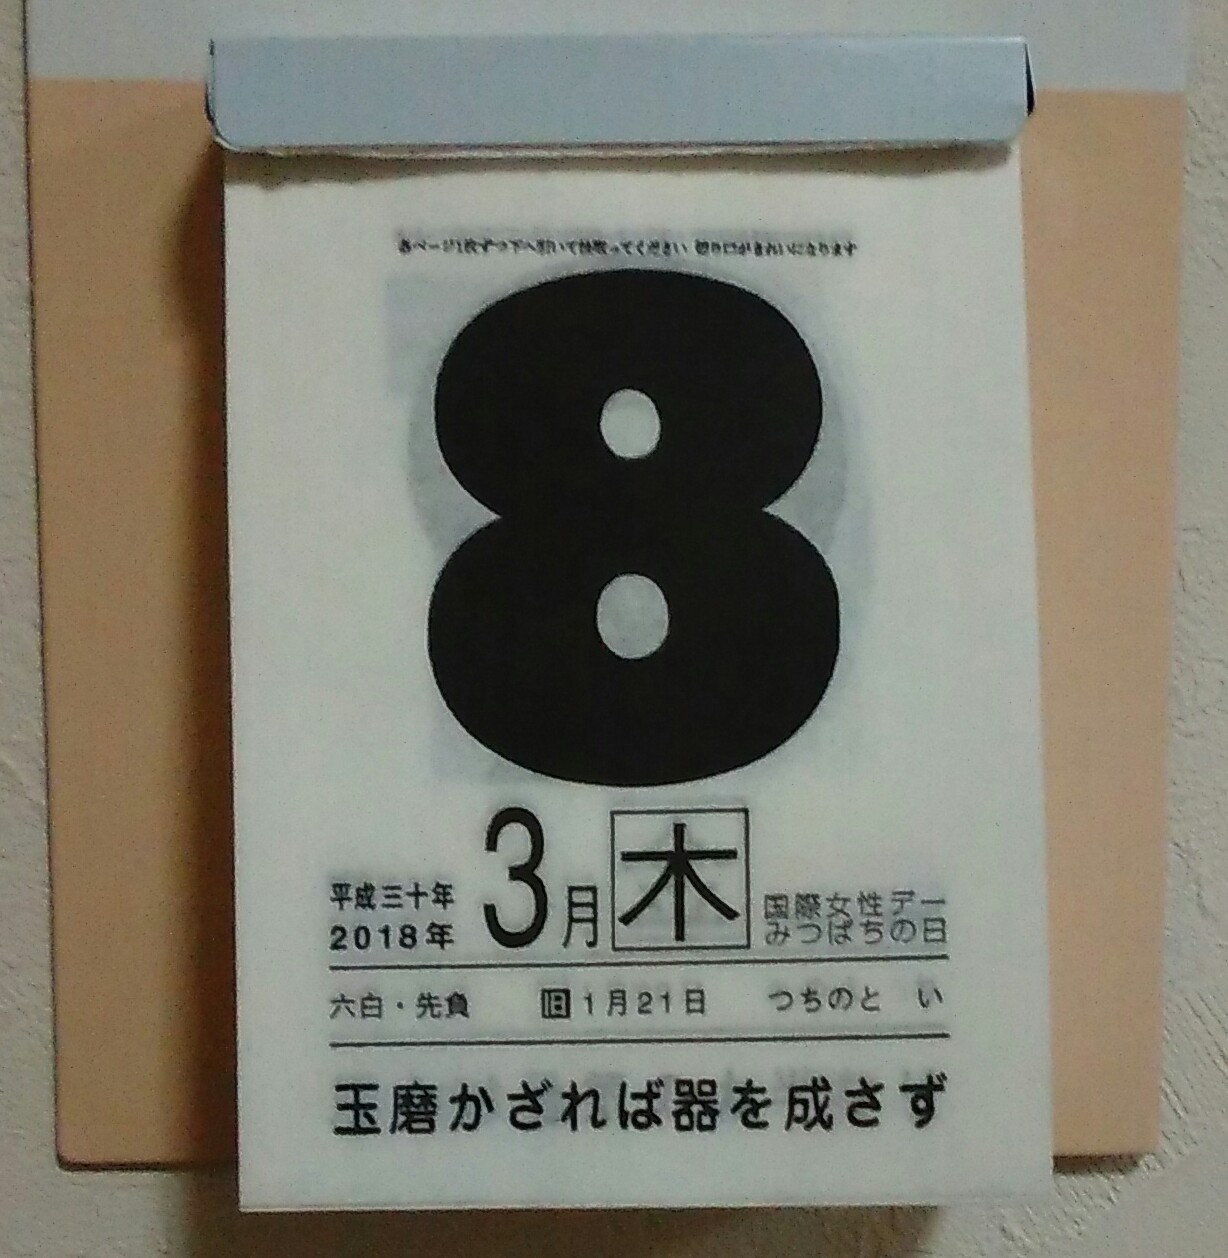 各ページ1枚ずつ下へ引いて切取ってください 切り口がきれいになります
8
平成三十年
2018年
3月
木
国際女性デー
みつばちの日
六白・先負 旧1月21日 つちのと い
玉磨かざれば器を成さず